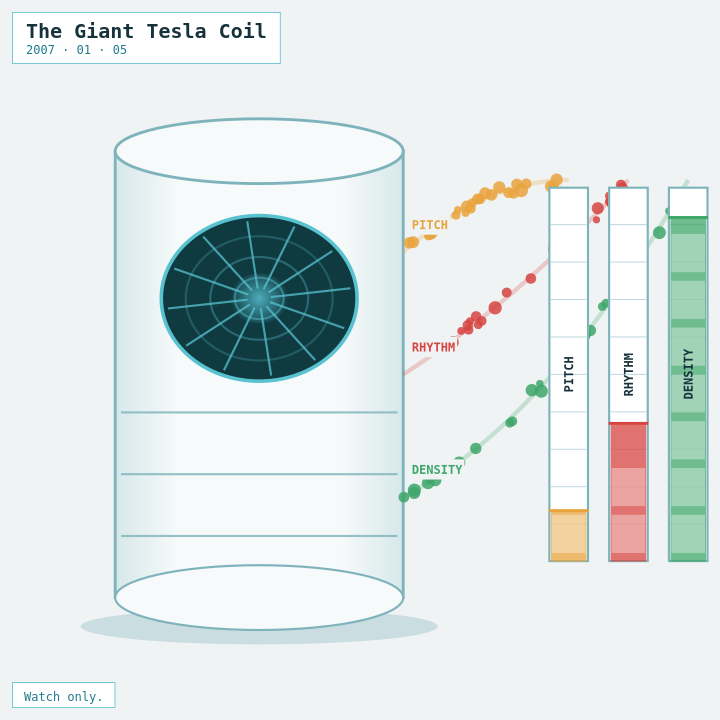 The Giant Tesla Coil
2007 · 01 · 05
PITCH
RHYTHM
DENSITY
PITCH
RHYTHM
DENSITY
Watch only.